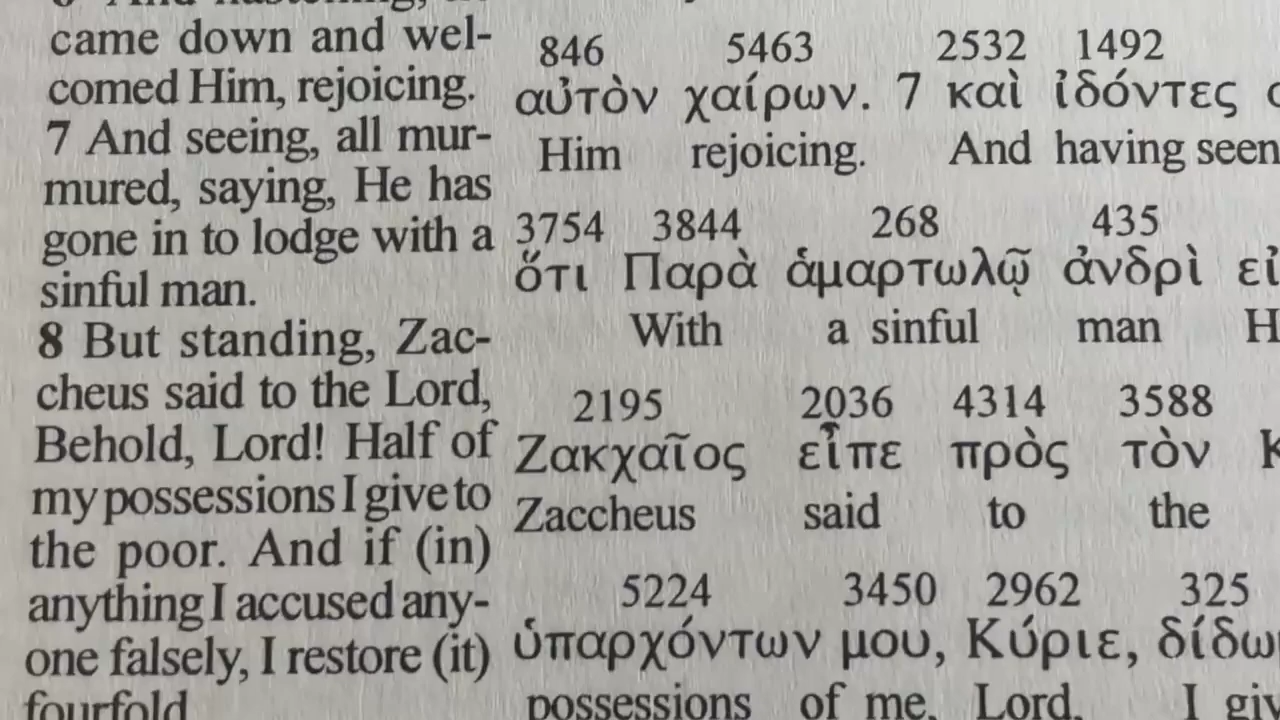 came down and wel-
comed Him, rejoicing.
7 And seeing, all mur-
mured, saying, He has
gone in to lodge with a
sinful man.
8 But standing, Zac-
cheus said to the Lord,
Behold, Lord! Half of
my possessions I give to
the poor. And if (in)
anything I accused any-
one falsely, I restore (it)
fourfold
846 5463 2532 1492
αὐτὸν χαίρων. 7 καὶ ἰδόντες
Him rejoicing. And having seen
3754 3844 268 435
ὅτι Παρὰ ἁμαρτωλῷ ἀνδρὶ
With a sinful man
2195 2036 4314 3588
Ζακχαῖος εἶπε πρὸς τὸν
Zaccheus said to the
5224 3450 2962 325
ὑπαρχόντων μου, Κύριε,
possessions of me, Lord, I